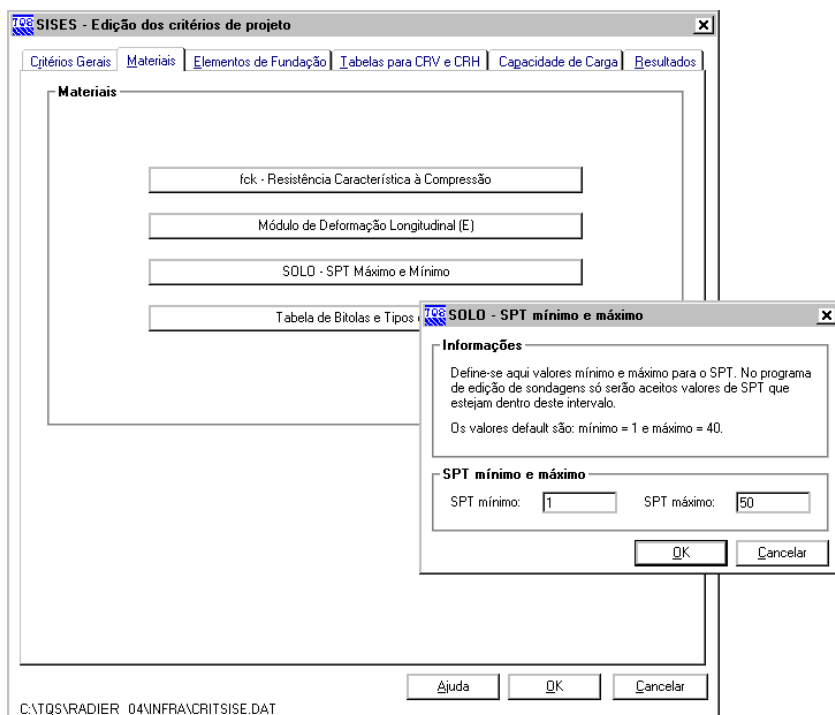 TQS SISES - Edição dos critérios de projeto
Critérios Gerais Materiais Elementos de Fundação Tabelas para CRV e CRH Capacidade de Carga Resultados
Materiais
fck - Resistência Característica à Compressão
Módulo de Deformação Longitudinal (E)
SOLO - SPT Máximo e Mínimo
Tabela de Bitolas e Tipos
TQS SOLO - SPT mínimo e máximo
Informações
Define-se aqui valores mínimo e máximo para o SPT. No programa
de edição de sondagens só serão aceitos valores de SPT que
estejam dentro deste intervalo.
Os valores default são: mínimo = 1 e máximo = 40.
SPT mínimo e máximo
SPT mínimo: 1 SPT máximo: 50
OK Cancelar
Ajuda OK Cancelar
C:\TQS\RADIER_04\INFRA\CRITSISE.DAT